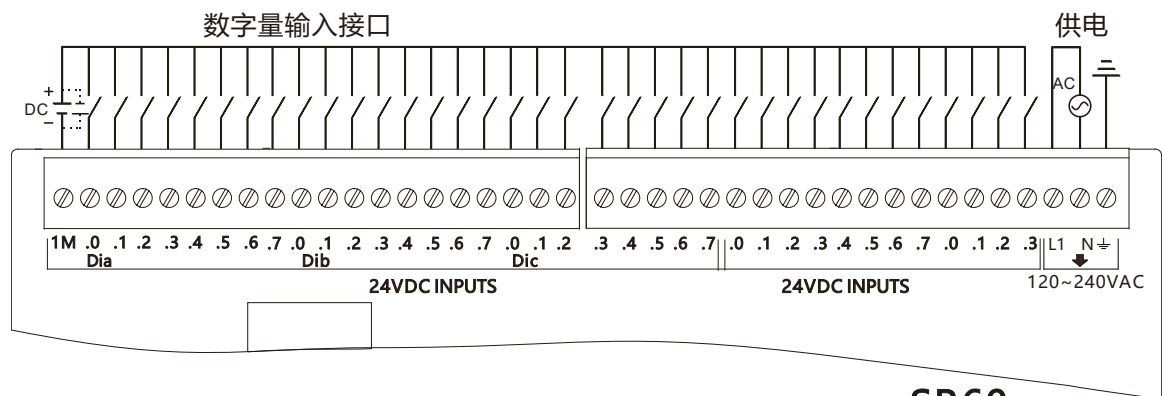 数字量输入接口 供电
+
DC
−
AC
1M .0 .1 .2 .3 .4 .5 .6 .7 .0 .1 .2 .3 .4 .5 .6 .7 .0 .1 .2 .3 .4 .5 .6 .7 .0 .1 .2 .3 .4 .5 .6 .7 .0 .1 .2 .3 L1 N
Dia Dib Dic
24VDC INPUTS 24VDC INPUTS 120~240VAC